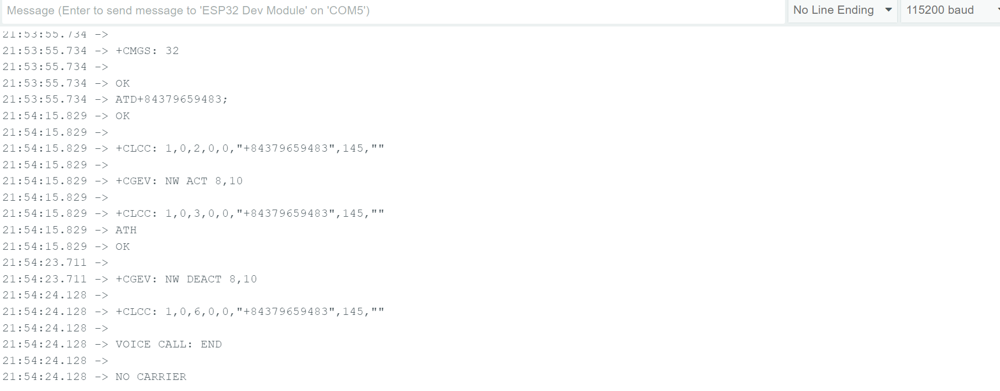 Message (Enter to send message to 'ESP32 Dev Module' on 'COM5')
No Line Ending
115200 baud
21:53:55.734 ->
21:53:55.734 -> +CMGS: 32
21:53:55.734 ->
21:53:55.734 -> OK
21:53:55.734 -> ATD+84379659483;
21:54:15.829 -> OK
21:54:15.829 ->
21:54:15.829 -> +CLCC: 1,0,2,0,0,"+84379659483",145,""
21:54:15.829 ->
21:54:15.829 -> +CGEV: NW ACT 8,10
21:54:15.829 ->
21:54:15.829 -> +CLCC: 1,0,3,0,0,"+84379659483",145,""
21:54:15.829 -> ATH
21:54:15.829 -> OK
21:54:23.711 ->
21:54:23.711 -> +CGEV: NW DEACT 8,10
21:54:24.128 ->
21:54:24.128 -> +CLCC: 1,0,6,0,0,"+84379659483",145,""
21:54:24.128 ->
21:54:24.128 -> VOICE CALL: END
21:54:24.128 ->
21:54:24.128 -> NO CARRIER